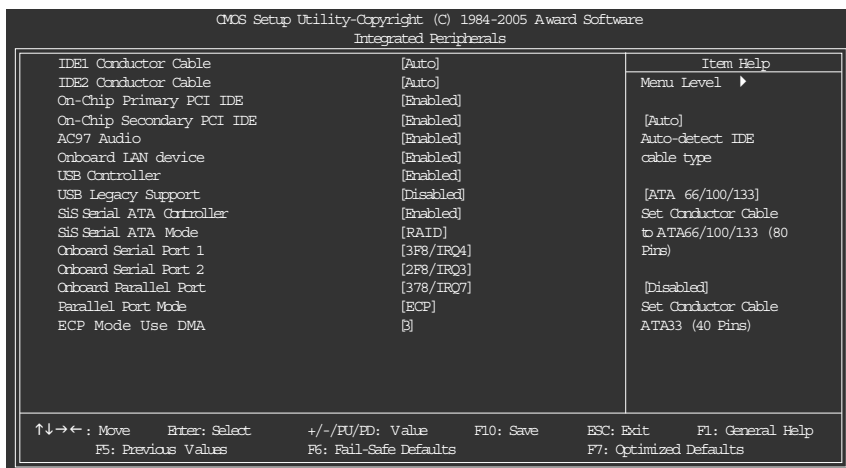 CMOS Setup Utility-Copyright (C) 1984-2005 Award Software
Integrated Peripherals
IDE1 Conductor Cable [Auto]
IDE2 Conductor Cable [Auto]
On-Chip Primary PCI IDE [Enabled]
On-Chip Secondary PCI IDE [Enabled]
AC97 Audio [Enabled]
Onboard LAN device [Enabled]
USB Controller [Enabled]
USB Legacy Support [Disabled]
SiS Serial ATA Controller [Enabled]
SiS Serial ATA Mode [RAID]
Onboard Serial Port 1 [3F8/IRQ4]
Onboard Serial Port 2 [2F8/IRQ3]
Onboard Parallel Port [378/IRQ7]
Parallel Port Mode [ECP]
ECP Mode Use DMA [3]
Item Help
Menu Level ▶
[Auto]
Auto-detect IDE
cable type
[ATA 66/100/133]
Set Conductor Cable
to ATA66/100/133 (80
Pins)
[Disabled]
Set Conductor Cable
ATA33 (40 Pins)
↑↓→← : Move Enter: Select +/-/PU/PD: Value F10: Save ESC: Exit F1: General Help
F5: Previous Values F6: Fail-Safe Defaults F7: Optimized Defaults